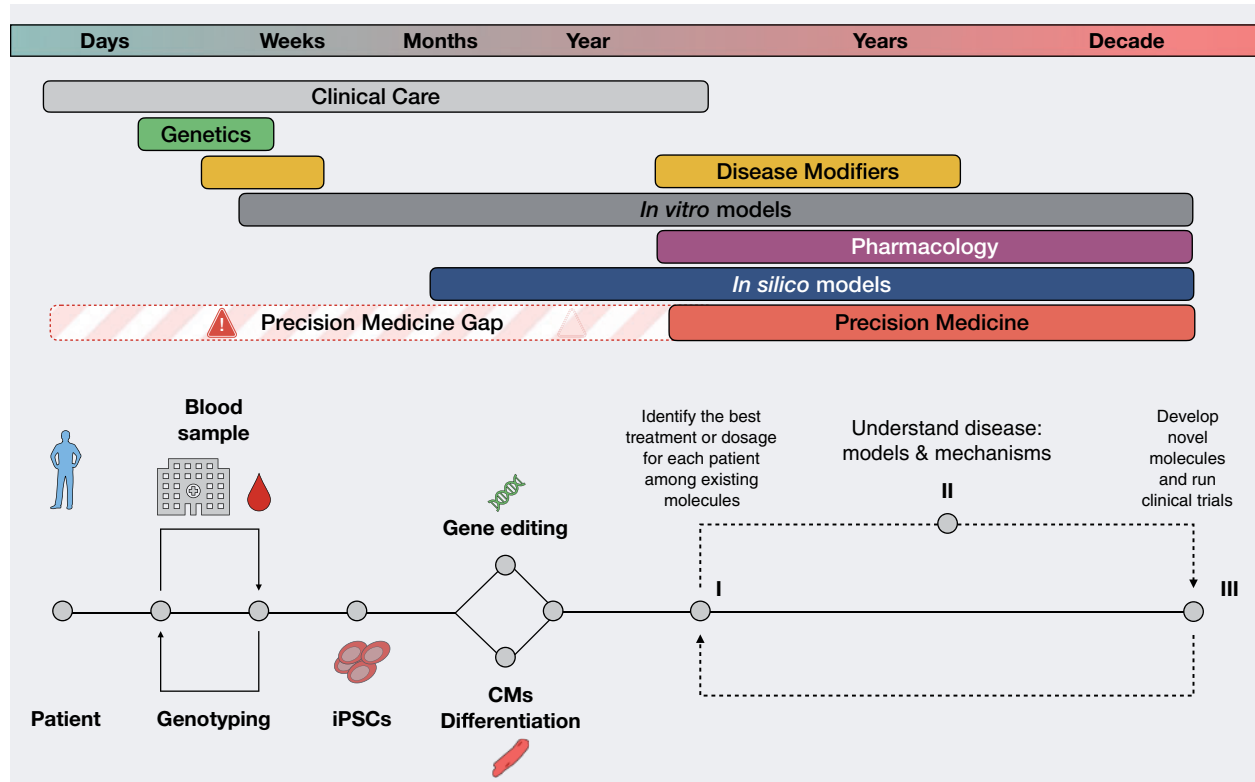 Days Weeks Months Year Years Decade
Clinical Care
Genetics
Disease Modifiers
In vitro models
Pharmacology
In silico models
! Precision Medicine Gap Precision Medicine
Blood
sample
Identify the best
treatment or dosage
for each patient
among existing
molecules
Understand disease:
models & mechanisms
II
Develop
novel
molecules
and run
clinical trials
Gene editing
I
III
Patient
Genotyping
iPSCs
CMs
Differentiation